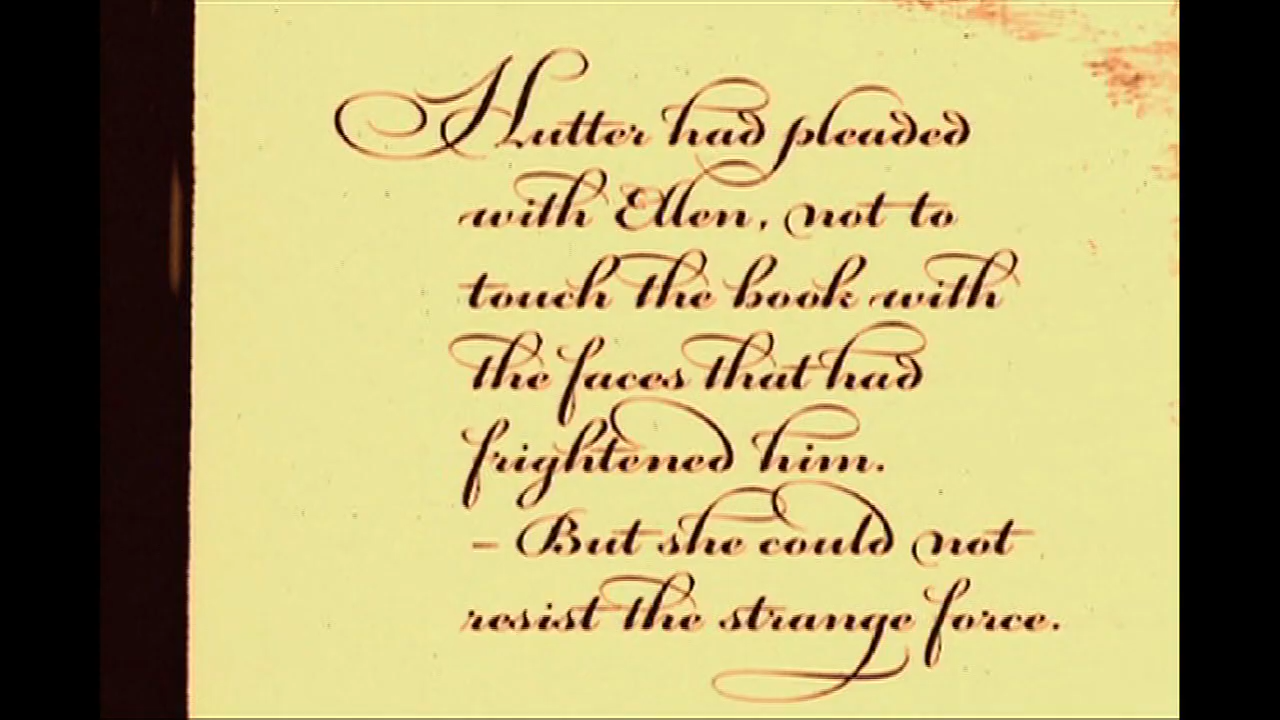 Hutter had pleaded
with Ellen, not to
touch the book with
the faces that had
frightened him.
– But she could not
resist the strange force.